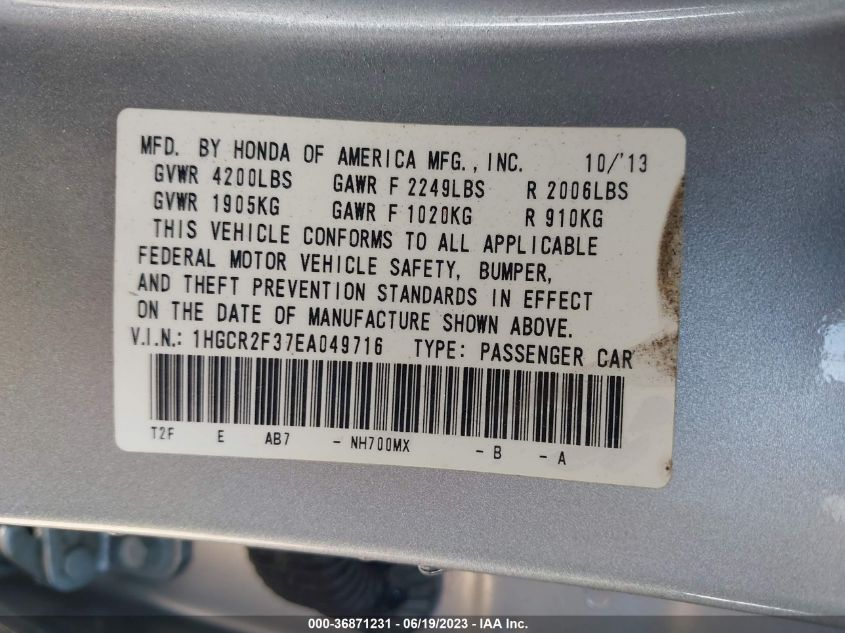 MFD. BY HONDA OF AMERICA MFG., INC. 10/'13
GVWR 4200LBS GAWR F 2249LBS R 2006LBS
GVWR 1905KG GAWR F 1020KG R 910KG
THIS VEHICLE CONFORMS TO ALL APPLICABLE
FEDERAL MOTOR VEHICLE SAFETY, BUMPER,
AND THEFT PREVENTION STANDARDS IN EFFECT
ON THE DATE OF MANUFACTURE SHOWN ABOVE.
V.I.N.: 1HGCR2F37EA049716 TYPE: PASSENGER CAR
T2F E AB7 - NH700MX - B - A
000-36871231 - 06/19/2023 - IAA Inc.